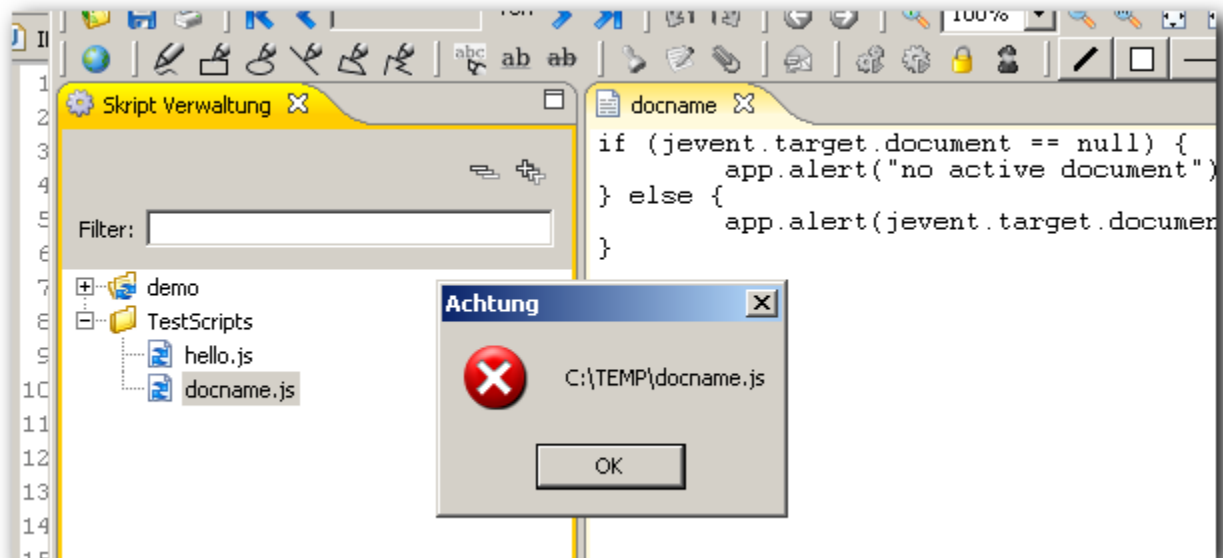 100%
abc ab ab
Skript Verwaltung
docname
if (jevent.target.document == null) {
app.alert("no active document")
} else {
app.alert(jevent.target.documen
}
Filter:
demo
TestScripts
hello.js
docname.js
Achtung
C:\TEMP\docname.js
OK
1
2
3
4
5
6
7
8
9
10
11
12
13
14
15